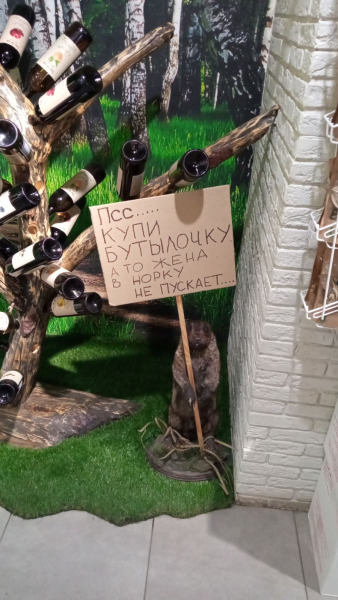 Псс.....
КУПИ
БУТЫЛОЧКУ
А ТО ЖЕНА
В НОРКУ
НЕ ПУСКАЕТ....